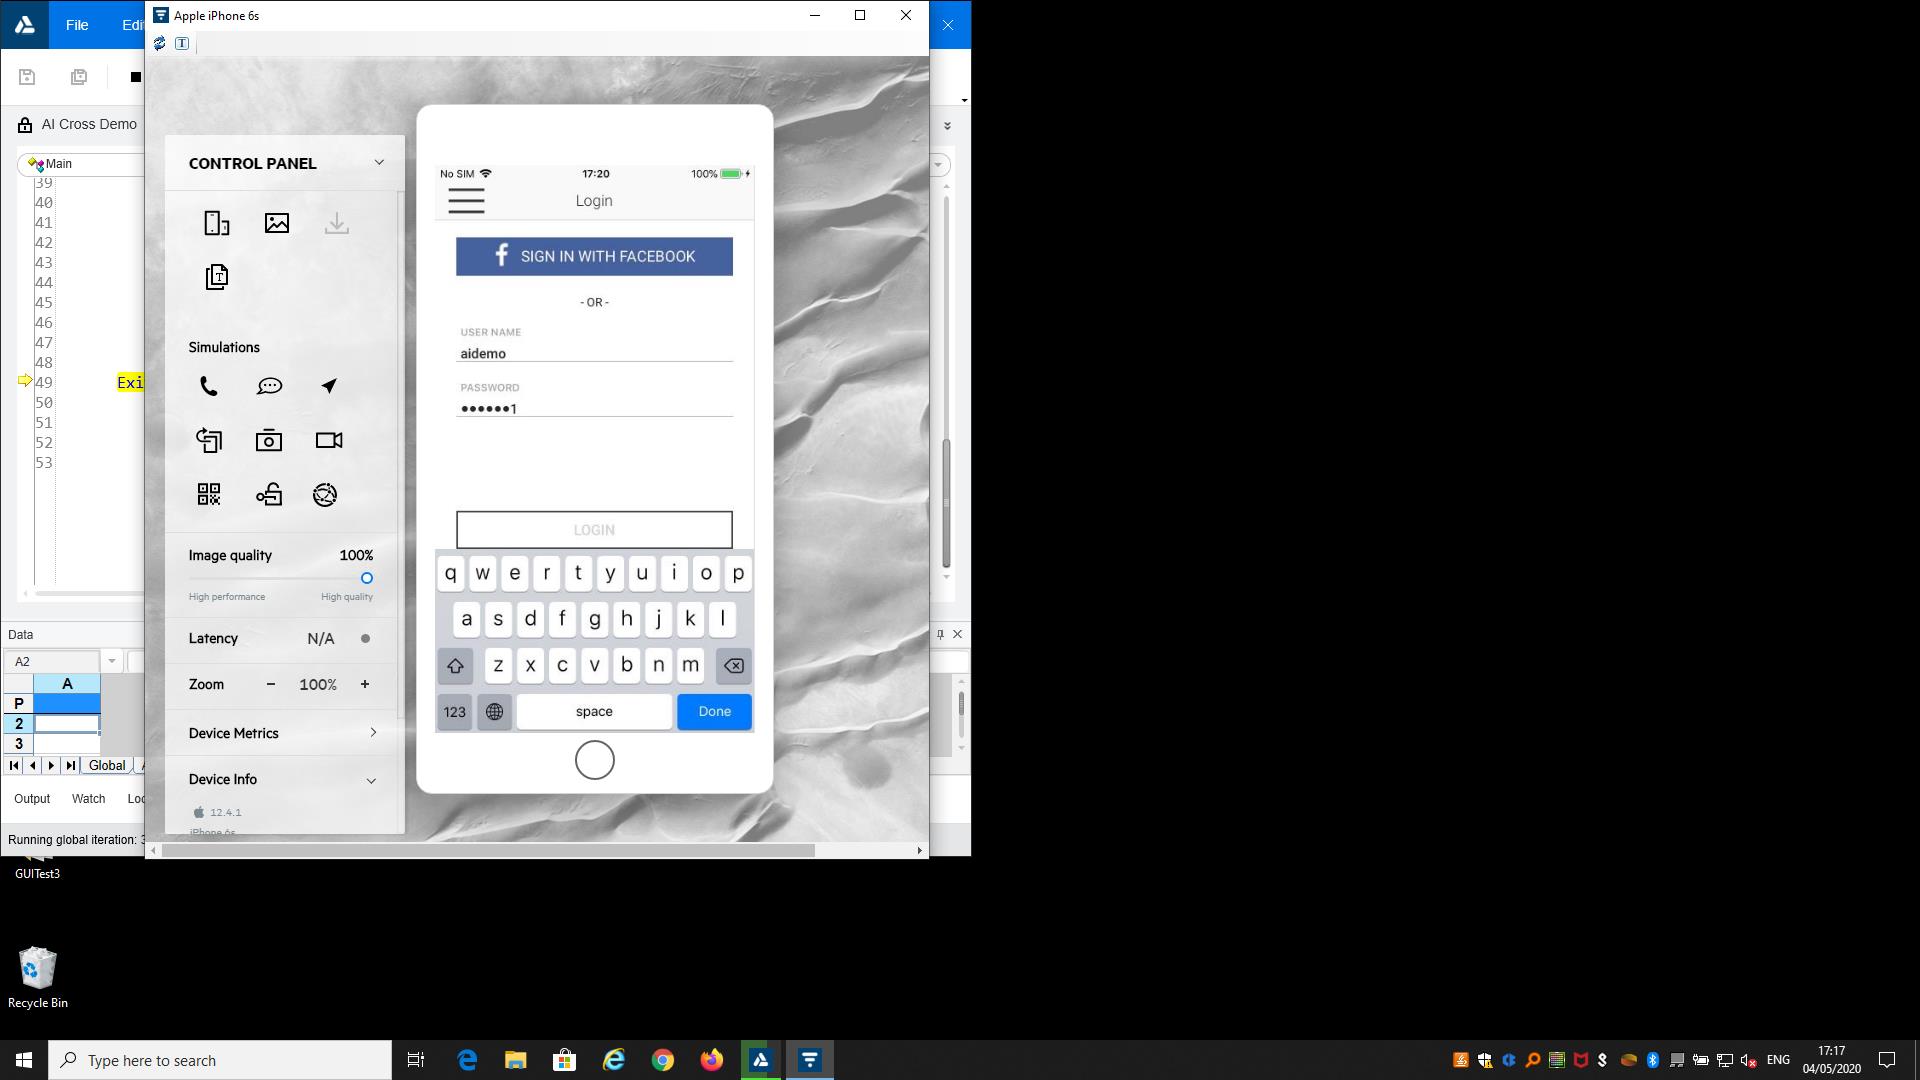 File
Apple iPhone 6s
AI Cross Demo
Main
39
40
41
42
43
44
45
46
47
48
49 Exi
50
51
52
53
CONTROL PANEL
Simulations
Image quality 100%
High performance High quality
Latency N/A
Zoom - 100% +
Device Metrics
Device Info
12.4.1
iPhone 6s
No SIM 17:20 100%
Login
f SIGN IN WITH FACEBOOK
- OR -
USER NAME
aidemo
PASSWORD
••••••1
LOGIN
q w e r t y u i o p
a s d f g h j k l
z x c v b n m
123 space Done
Data
A2
A
P
2
3
Global
Output Watch Loc
Running global iteration: 3
GUITest3
Recycle Bin
Type here to search
ENG
17:17
04/05/2020